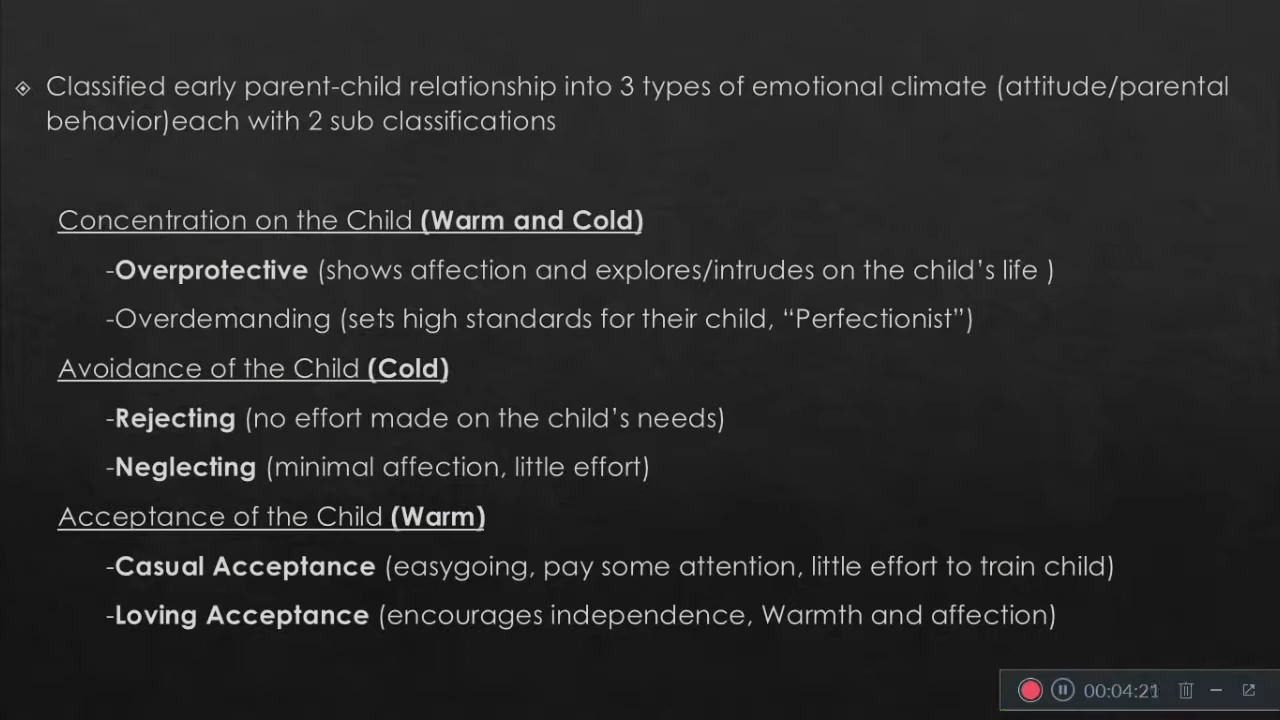 Classified early parent-child relationship into 3 types of emotional climate (attitude/parental
behavior)each with 2 sub classifications
Concentration on the Child (Warm and Cold)
-Overprotective (shows affection and explores/intrudes on the child’s life )
-Overdemanding (sets high standards for their child, “Perfectionist”)
Avoidance of the Child (Cold)
-Rejecting (no effort made on the child’s needs)
-Neglecting (minimal affection, little effort)
Acceptance of the Child (Warm)
-Casual Acceptance (easygoing, pay some attention, little effort to train child)
-Loving Acceptance (encourages independence, Warmth and affection)
00:04:21